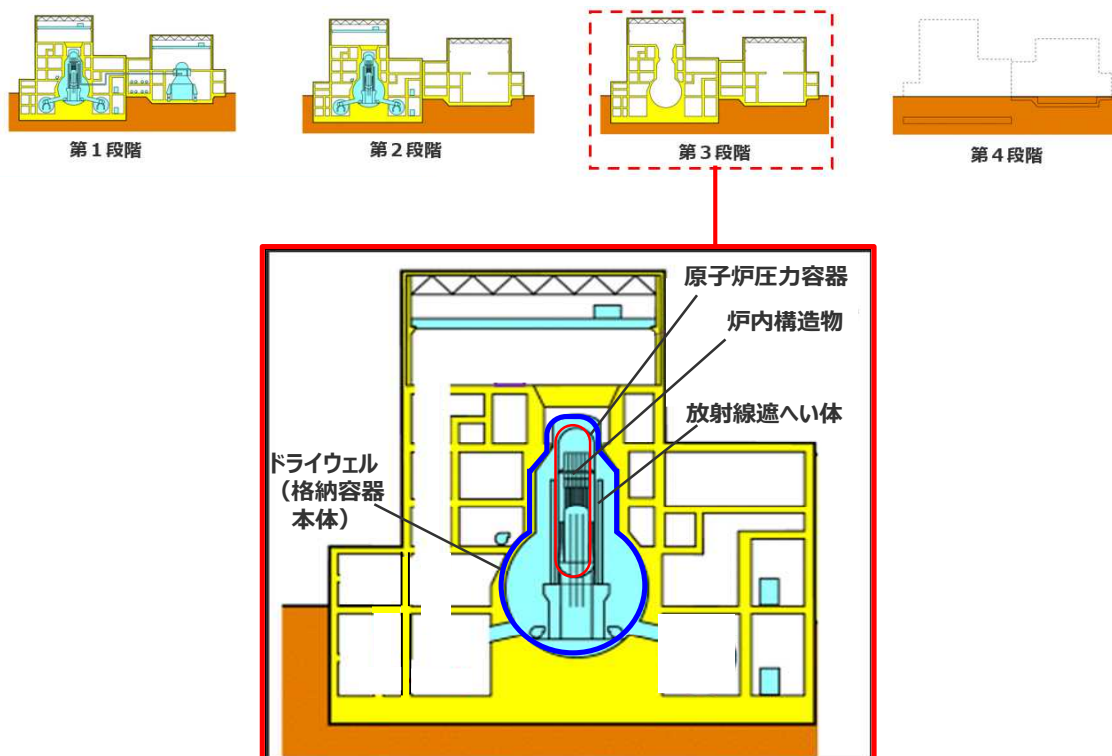 第１段階
第２段階
第３段階
第４段階
原子炉圧力容器
炉内構造物
放射線遮へい体
ドライウェル
（格納容器
本体）